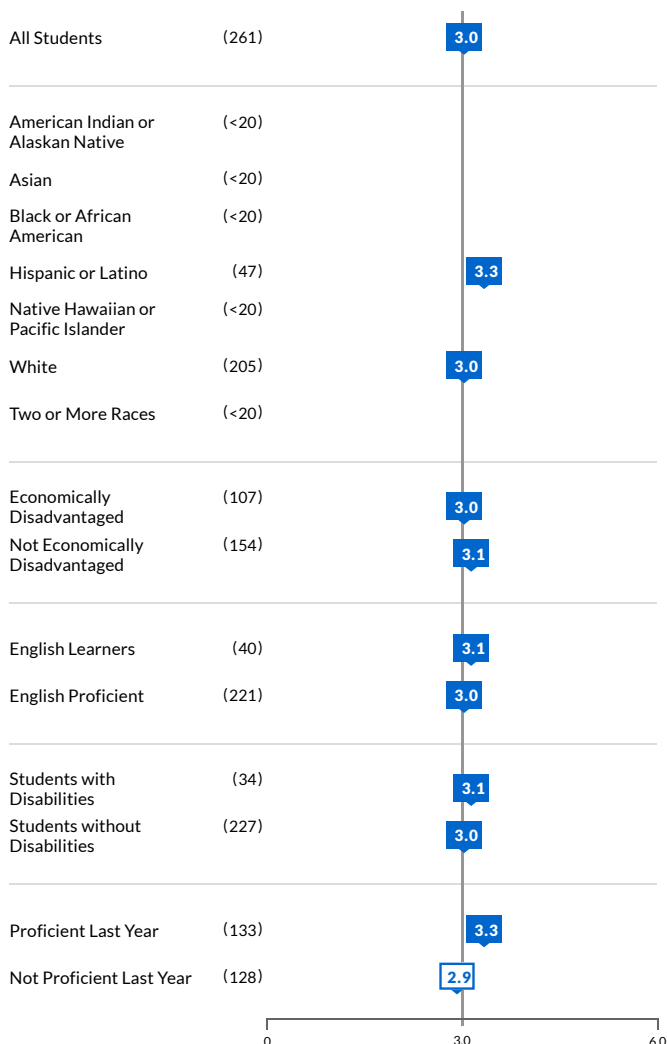 All Students (261) 3.0
American Indian or (<20)
Alaskan Native
Asian (<20)
Black or African (<20)
American
Hispanic or Latino (47) 3.3
Native Hawaiian or (<20)
Pacific Islander
White (205) 3.0
Two or More Races (<20)
Economically (107) 3.0
Disadvantaged
Not Economically (154) 3.1
Disadvantaged
English Learners (40) 3.1
English Proficient (221) 3.0
Students with (34) 3.1
Disabilities
Students without (227) 3.0
Disabilities
Proficient Last Year (133) 3.3
Not Proficient Last Year (128) 2.9
0 3.0 6.0